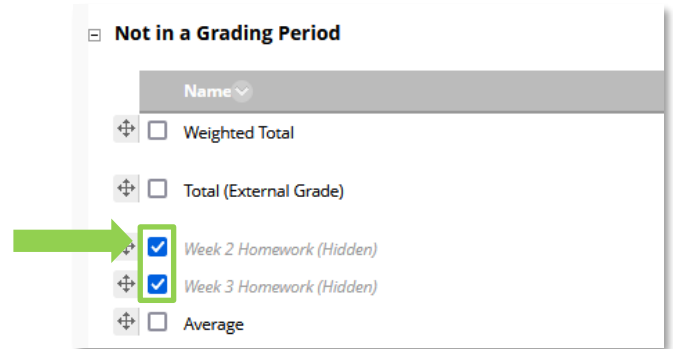 Not in a Grading Period
Name
Weighted Total
Total (External Grade)
Week 2 Homework (Hidden)
Week 3 Homework (Hidden)
Average